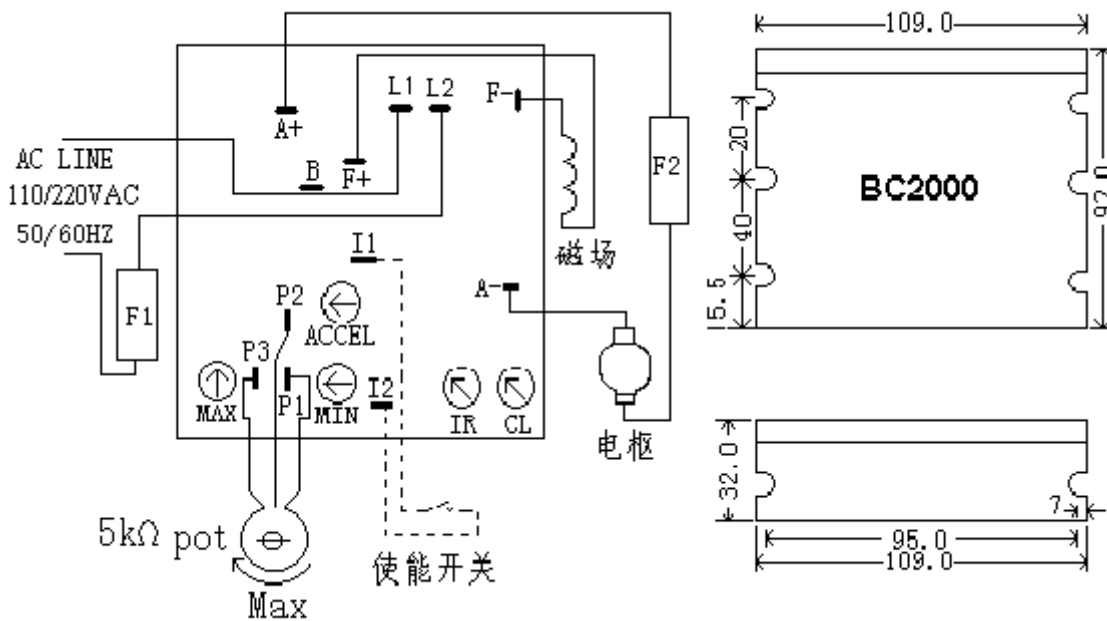 109.0
L1
L2
F-
A+
B
F+
AC LINE
110/220VAC
50/60HZ
F1
F2
磁场
I1
P2
ACCEL
A-
P3
P1
MAX
MIN
I2
IR
CL
电枢
5kΩ pot
Max
使能开关
20
40
5.5
BC2000
92.0
32.0
7
95.0
109.0